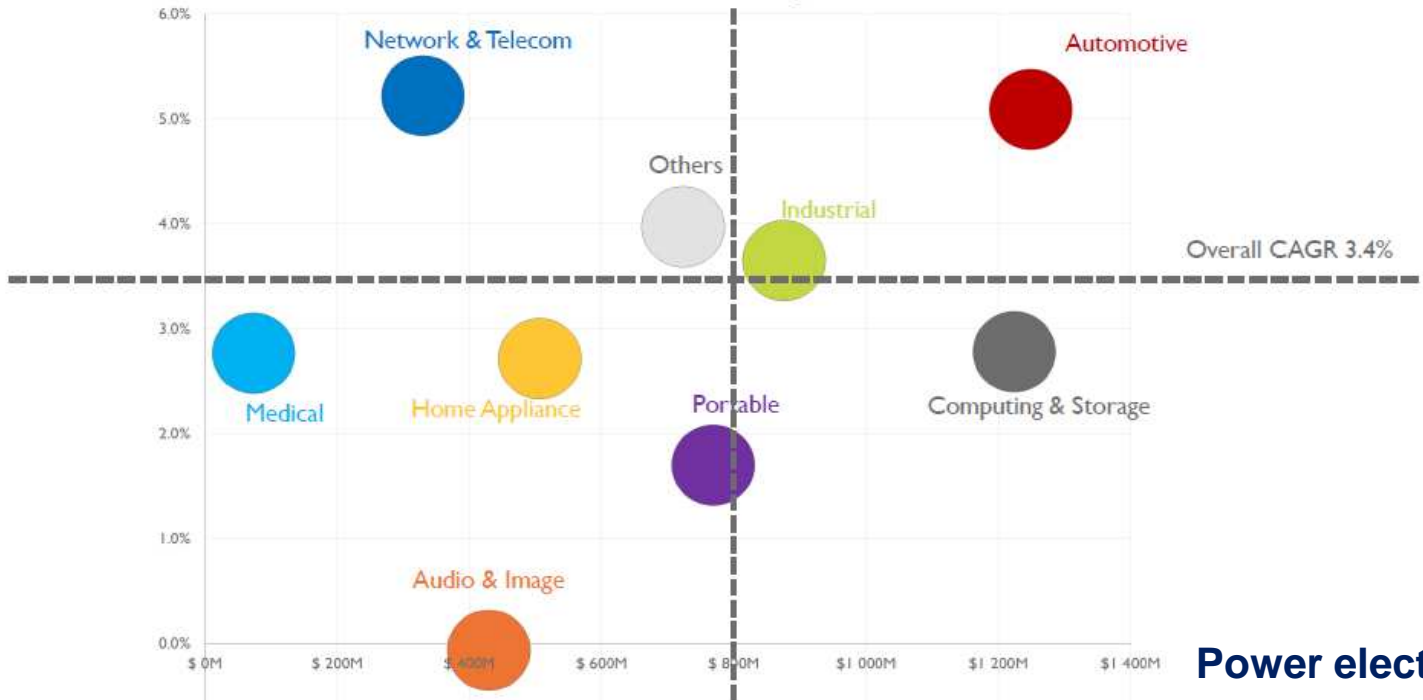 6.0%
Network & Telecom
Automotive
5.0%
Others
4.0%
Industrial
Overall CAGR 3.4%
3.0%
Medical
Home Appliance
Portable
Computing & Storage
2.0%
1.0%
Audio & Image
0.0%
$ 0M $ 200M $ 400M $ 600M $ 800M $1 000M $1 200M $1 400M
Power elect